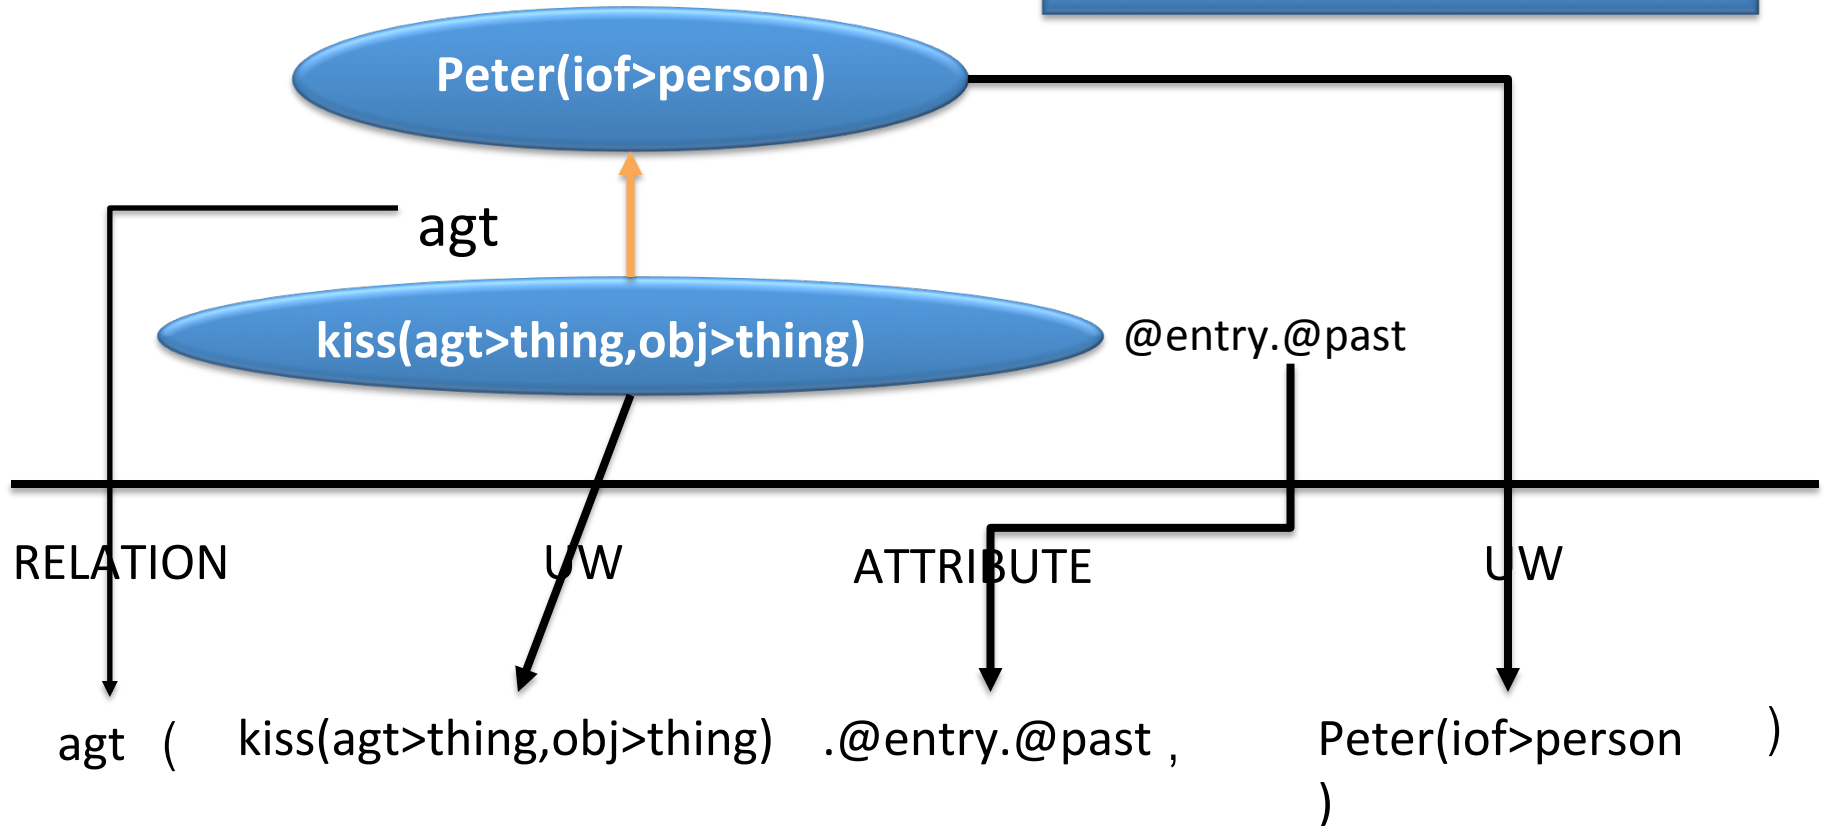 Peter(iof>person)
agt
kiss(agt>thing,obj>thing)
@entry.@past
RELATION UW ATTRIBUTE UW
agt ( kiss(agt>thing,obj>thing) .@entry.@past , Peter(iof>person )
)